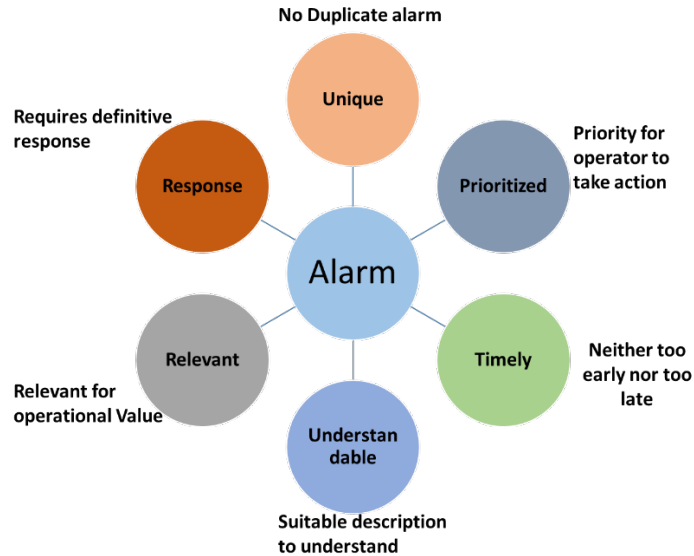 No Duplicate alarm
Unique
Requires definitive
response
Response
Priority for
operator to
take action
Prioritized
Alarm
Relevant
Relevant for
operational Value
Timely
Neither too
early nor too
late
Understan
dable
Suitable description
to understand